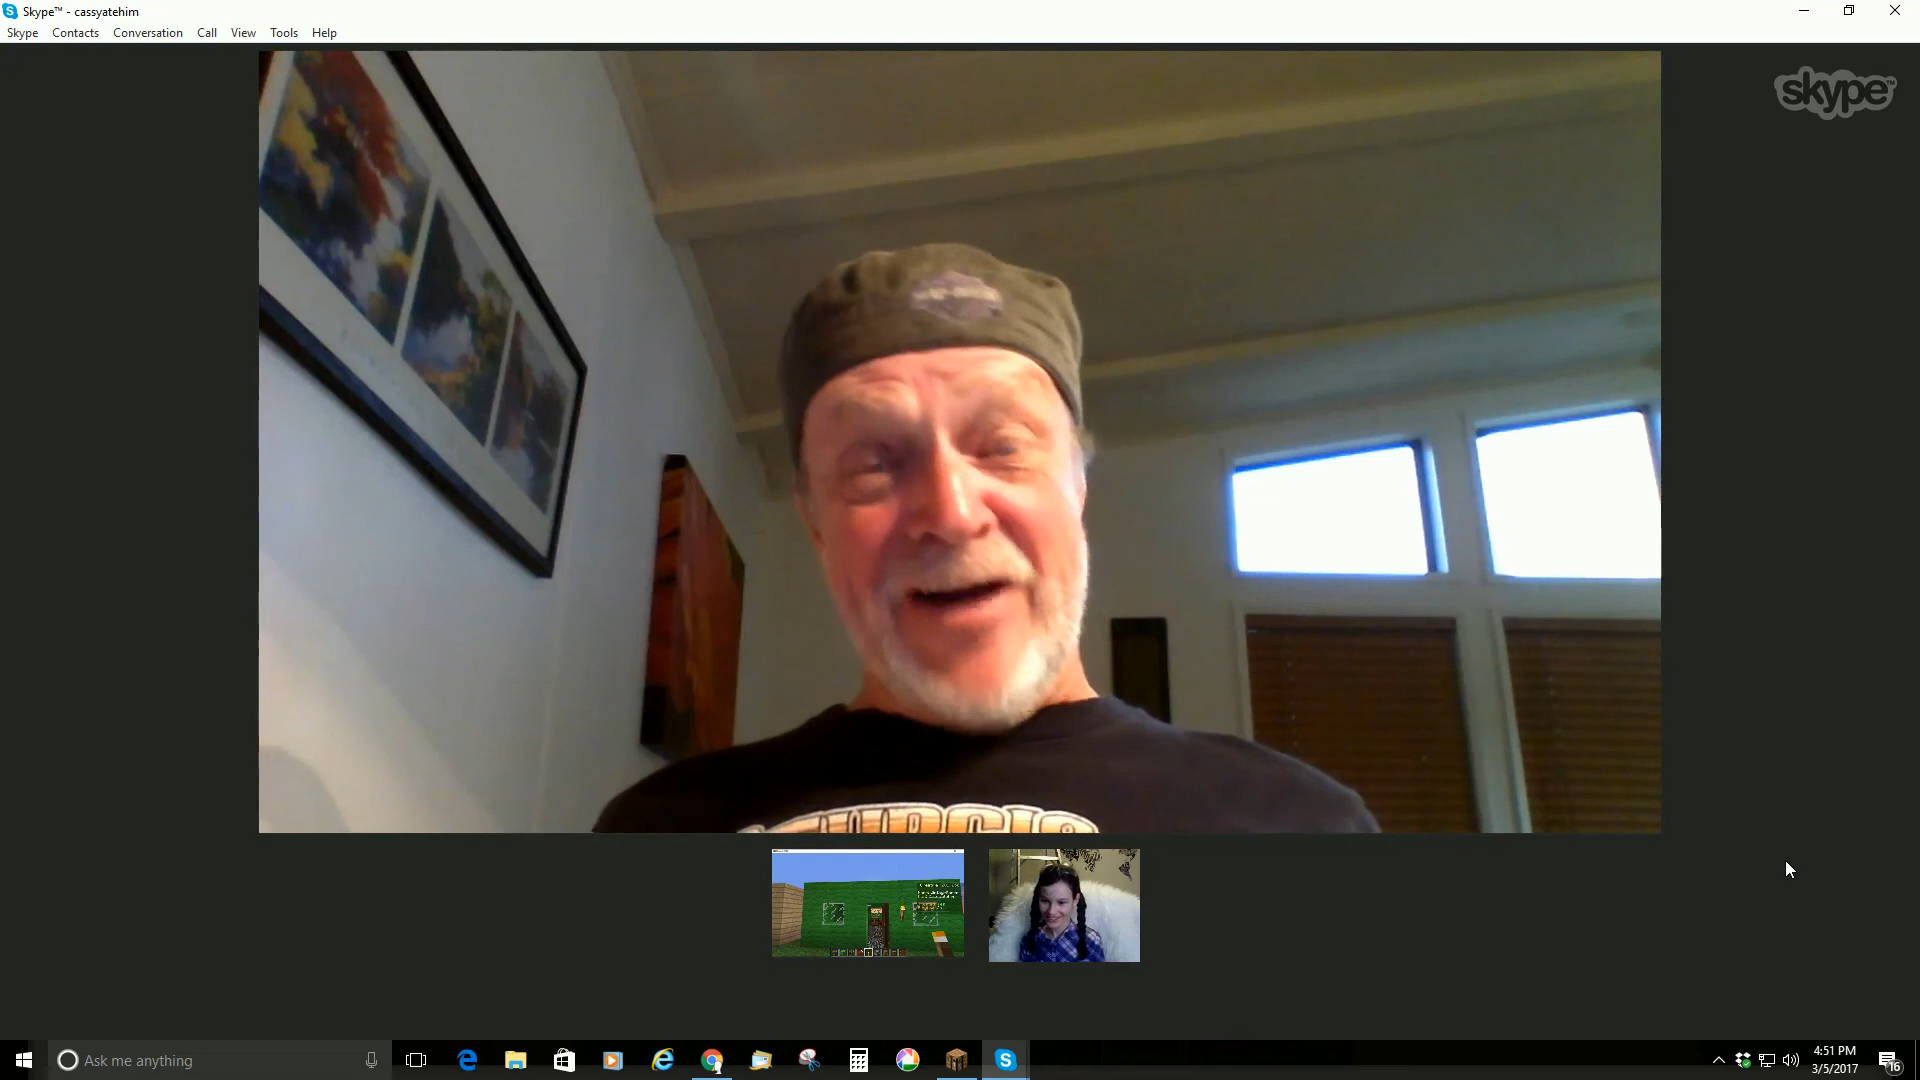 Skype™ - cassyatehim
Skype Contacts Conversation Call View Tools Help
skype™
Ask me anything
4:51 PM
3/5/2017
16